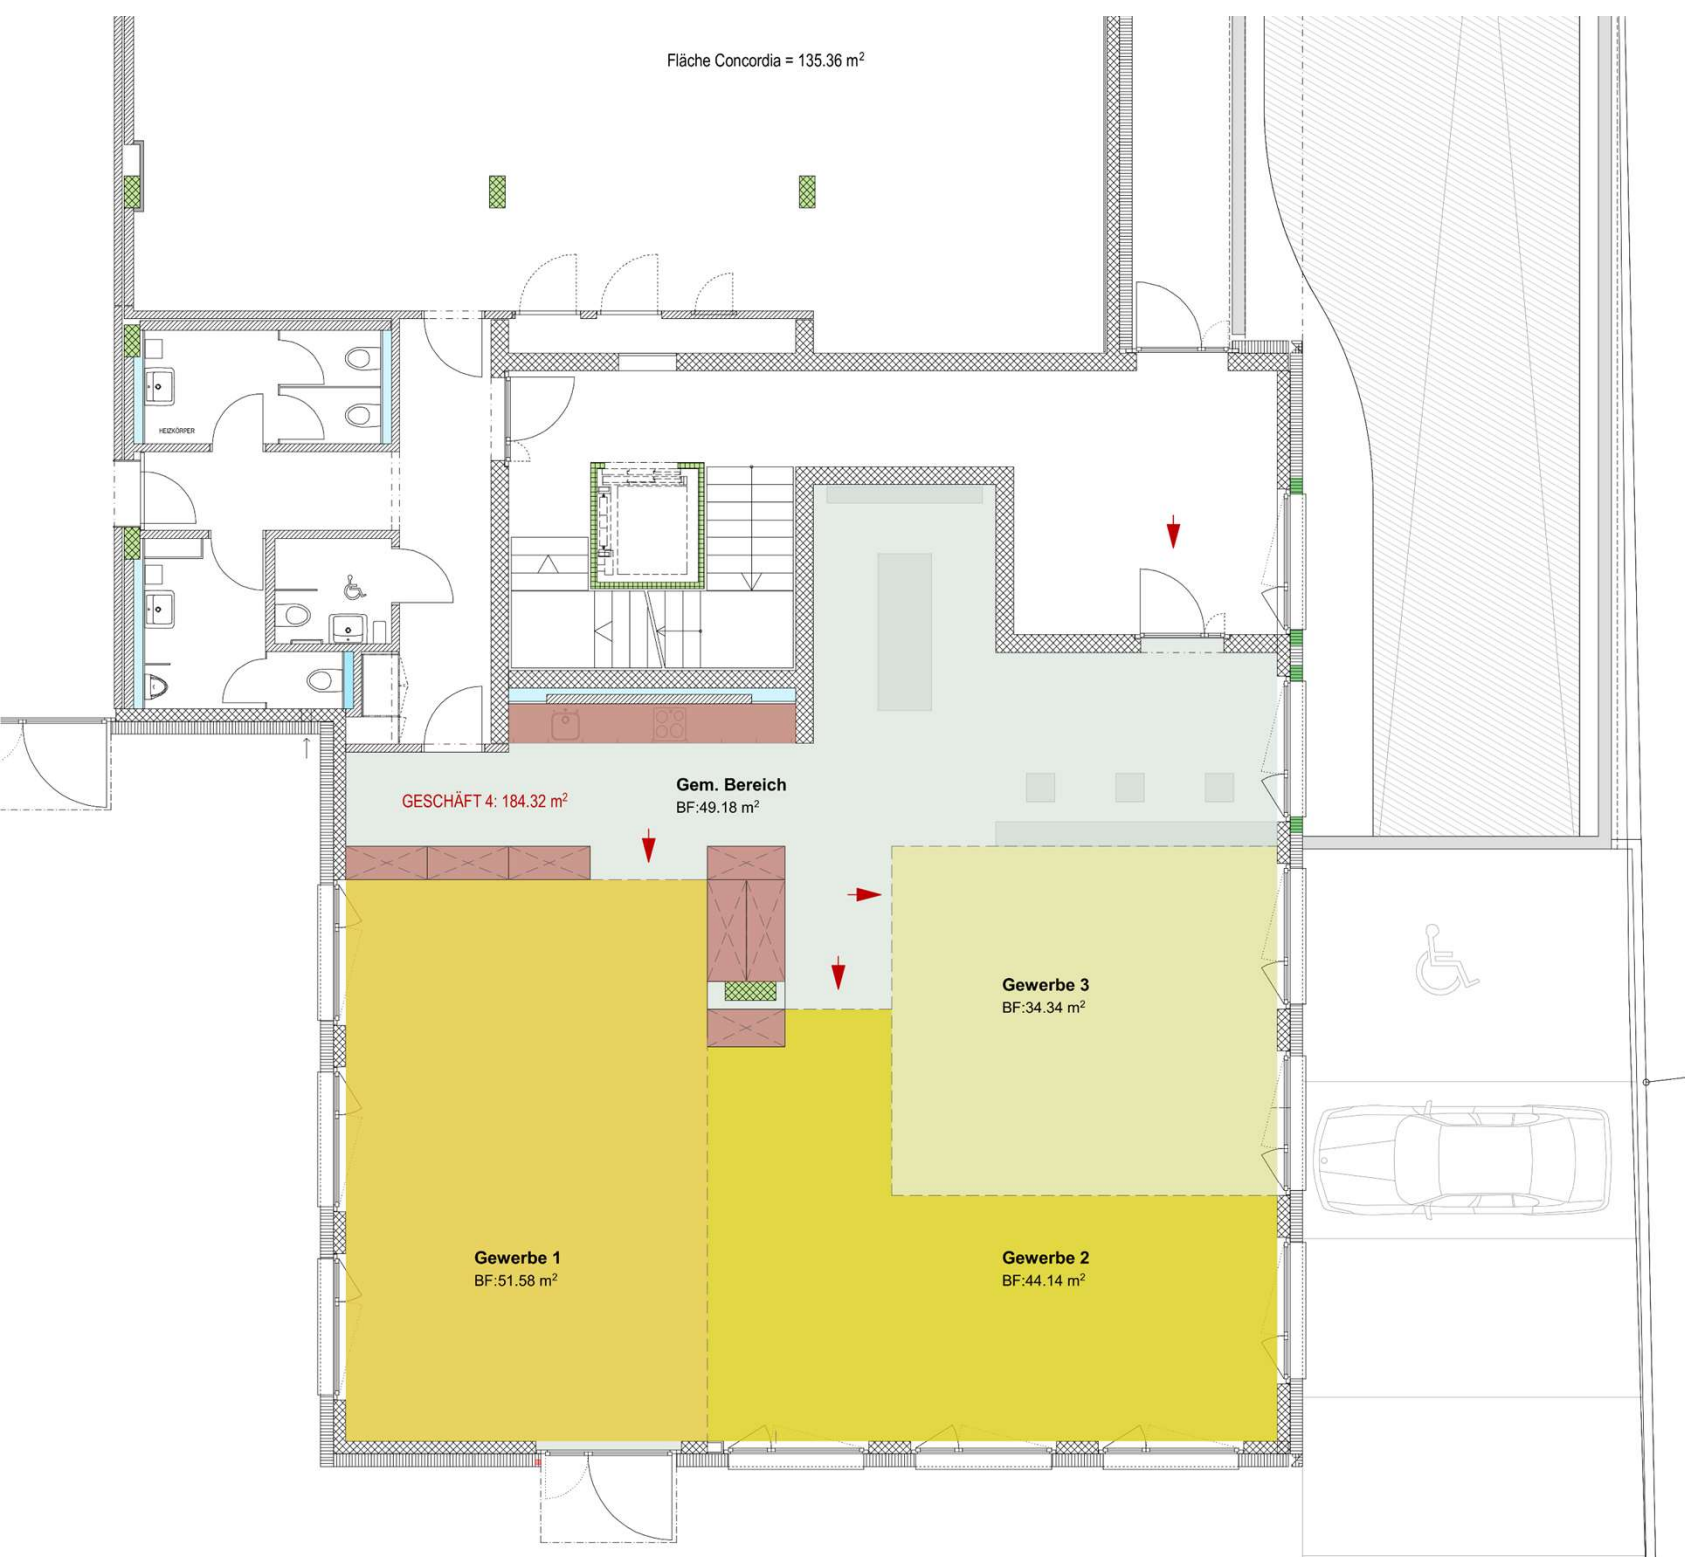 Fläche Concordia = 135.36 m²
HEIZKÖRPER
Gem. Bereich
BF:49.18 m²
GESCHÄFT 4: 184.32 m²
Gewerbe 3
BF:34.34 m²
Gewerbe 1
BF:51.58 m²
Gewerbe 2
BF:44.14 m²